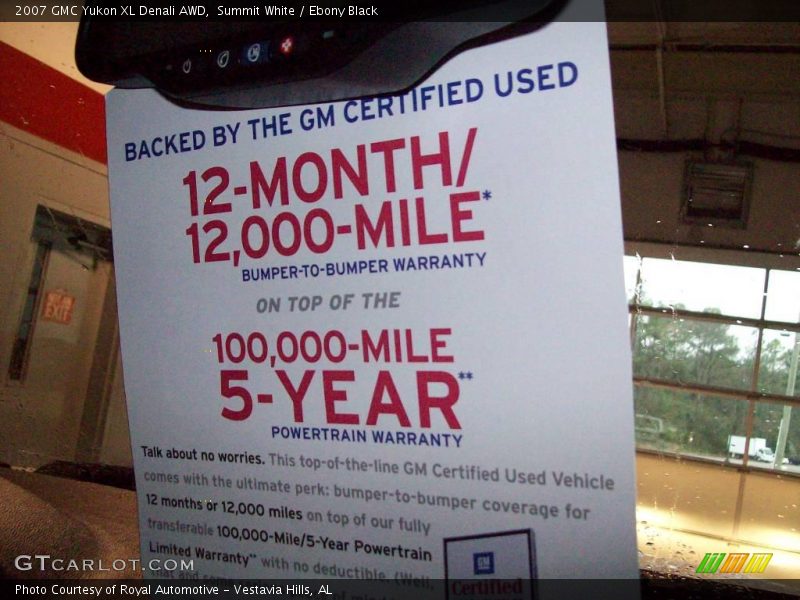 2007 GMC Yukon XL Denali AWD, Summit White / Ebony Black
BACKED BY THE GM CERTIFIED USED
12-MONTH/
12,000-MILE*
BUMPER-TO-BUMPER WARRANTY
ON TOP OF THE
100,000-MILE
5-YEAR**
POWERTRAIN WARRANTY
Talk about no worries. This top-of-the-line GM Certified Used Vehicle
comes with the ultimate perk: bumper-to-bumper coverage for
12 months or 12,000 miles on top of our fully
transferable 100,000-Mile/5-Year Powertrain
Limited Warranty** with no deductible. (Well,
that and some
GM
Certified
EXIT
GTCARLOT.COM
Photo Courtesy of Royal Automotive - Vestavia Hills, AL